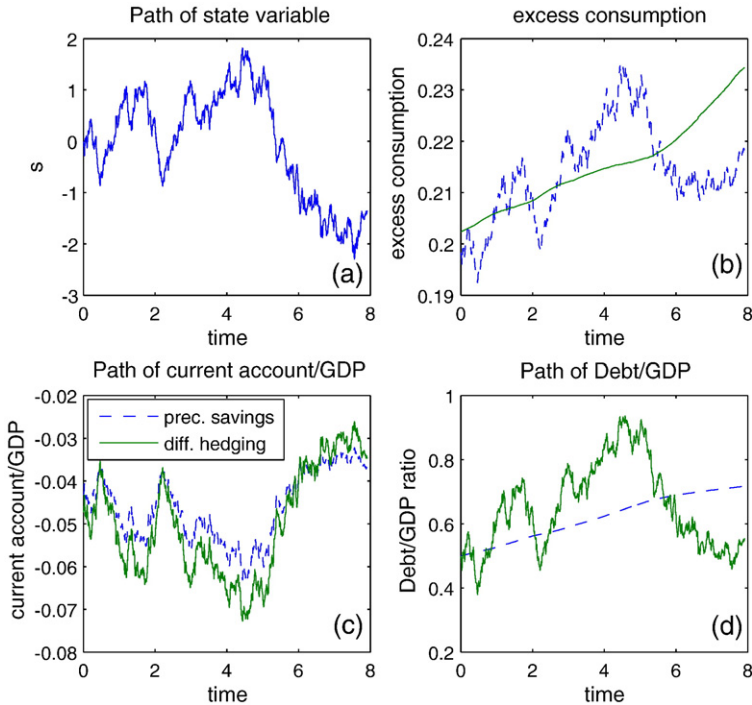 Path of state variable
2
1
0
-1
-2
-3
s
0 2 4 6 8
time
(a)
excess consumption
0.24
0.23
0.22
0.21
0.2
0.19
excess consumption
0 2 4 6 8
time
(b)
Path of current account/GDP
-0.02
-0.03
-0.04
-0.05
-0.06
-0.07
-0.08
current account/GDP
prec. savings
diff. hedging
0 2 4 6 8
time
(c)
Path of Debt/GDP
1
0.8
0.6
0.4
0.2
Debt/GDP ratio
0 2 4 6 8
time
(d)